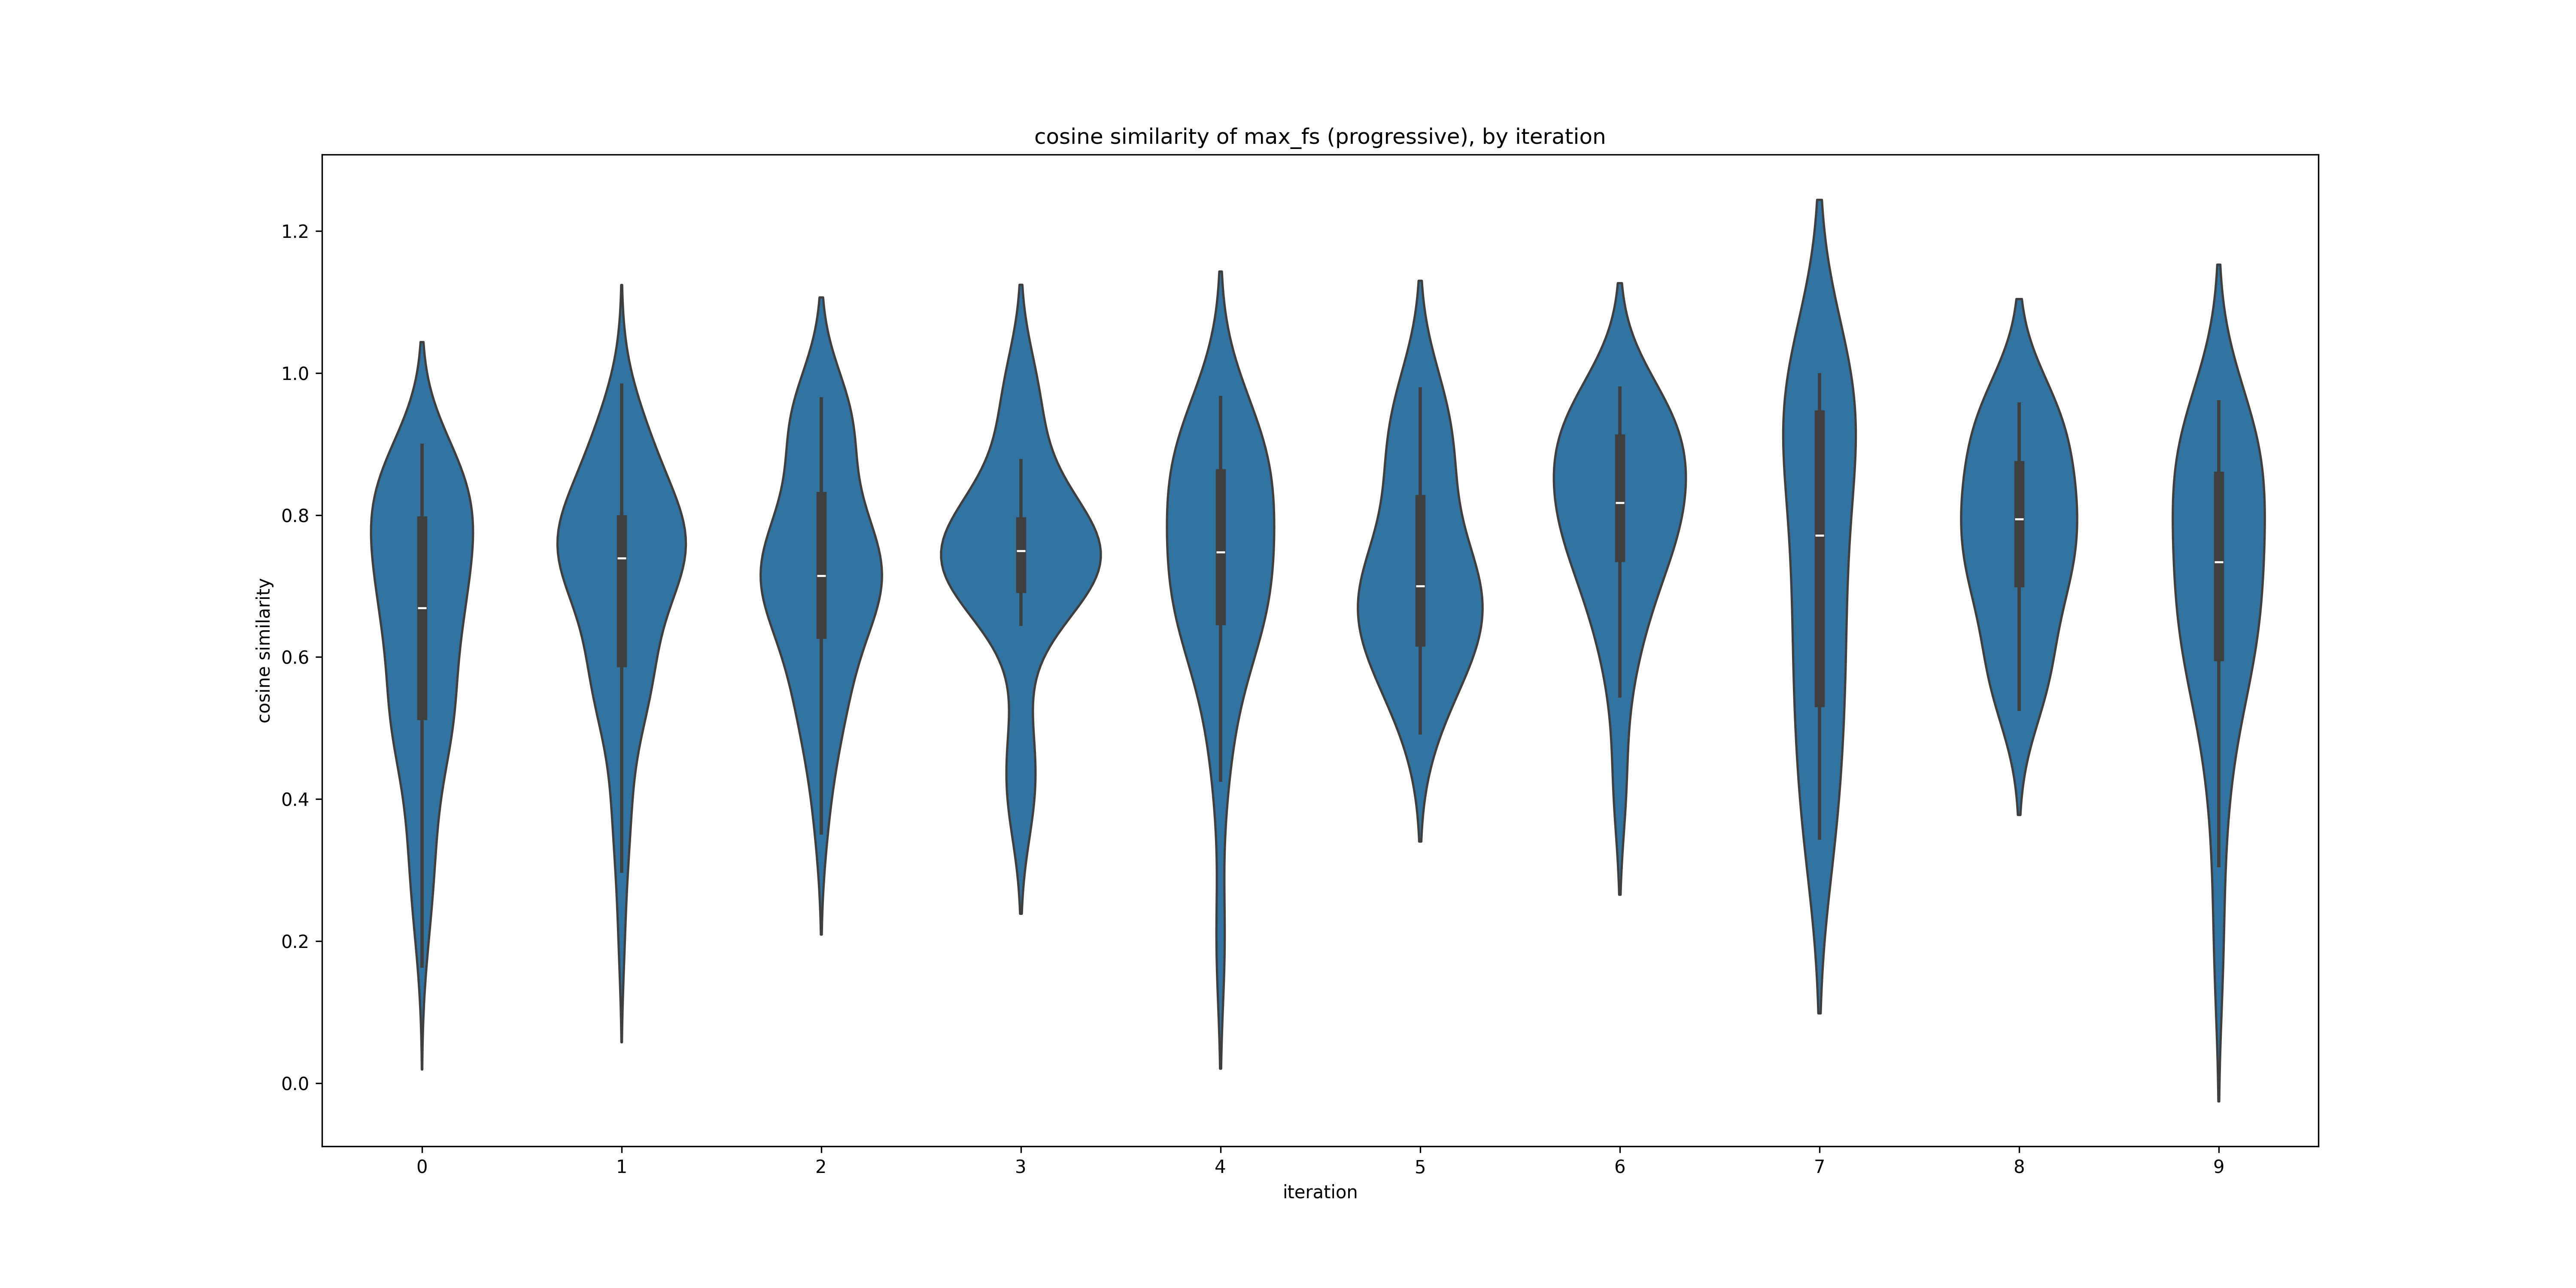 cosine similarity of max_fs (progressive), by iteration
1.2
1.0
0.8
0.6
0.4
0.2
0.0
cosine similarity
0 1 2 3 4 5 6 7 8 9
iteration